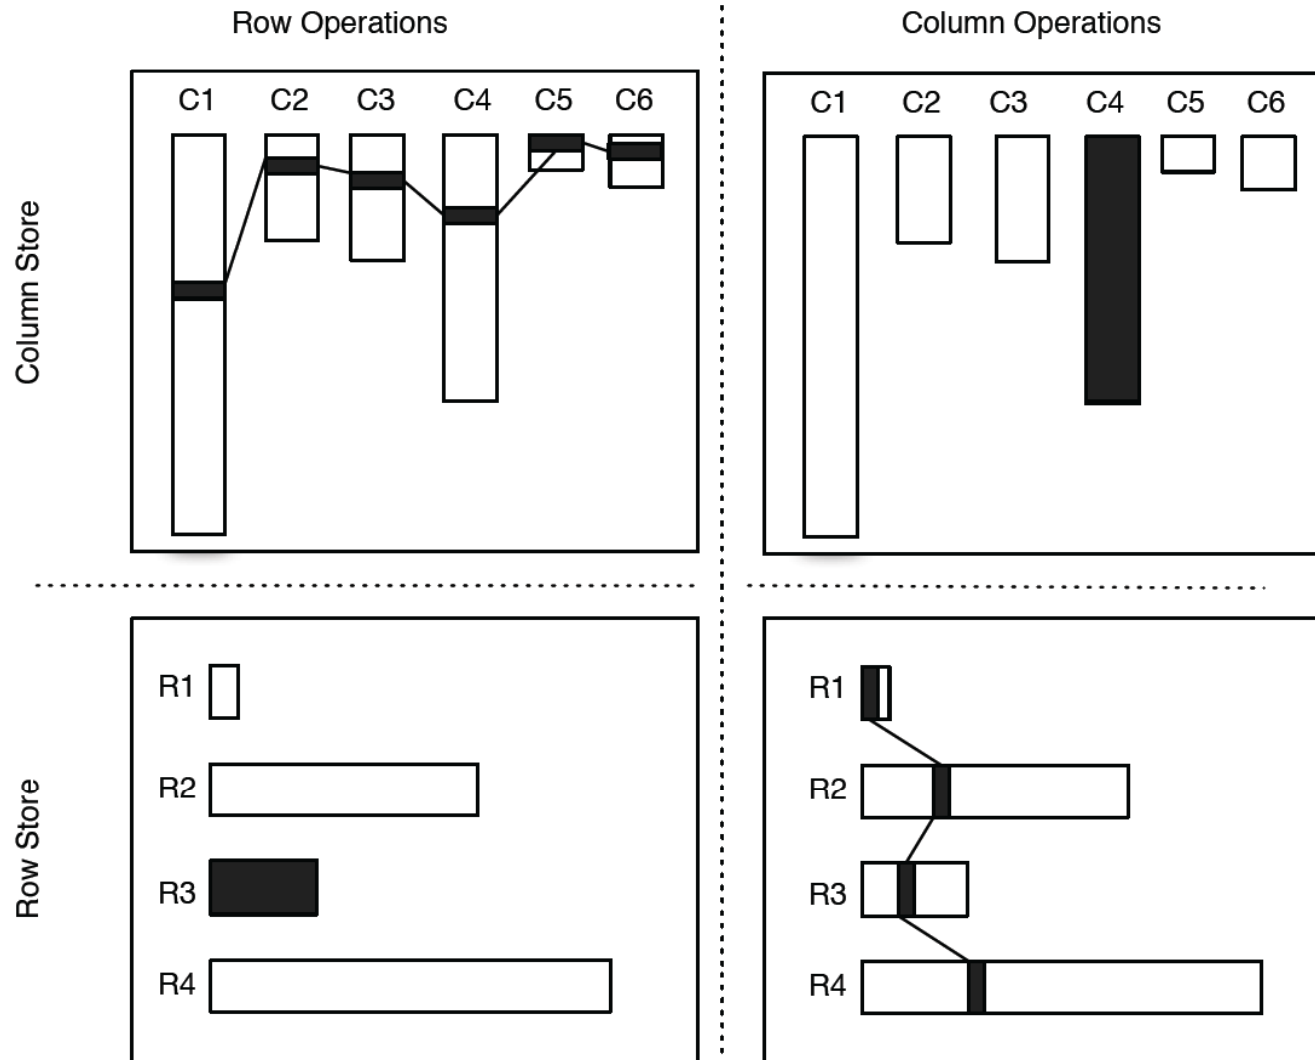 Row Operations
Column Operations
Column Store
C1 C2 C3 C4 C5 C6
C1 C2 C3 C4 C5 C6
Row Store
R1
R2
R3
R4
R1
R2
R3
R4